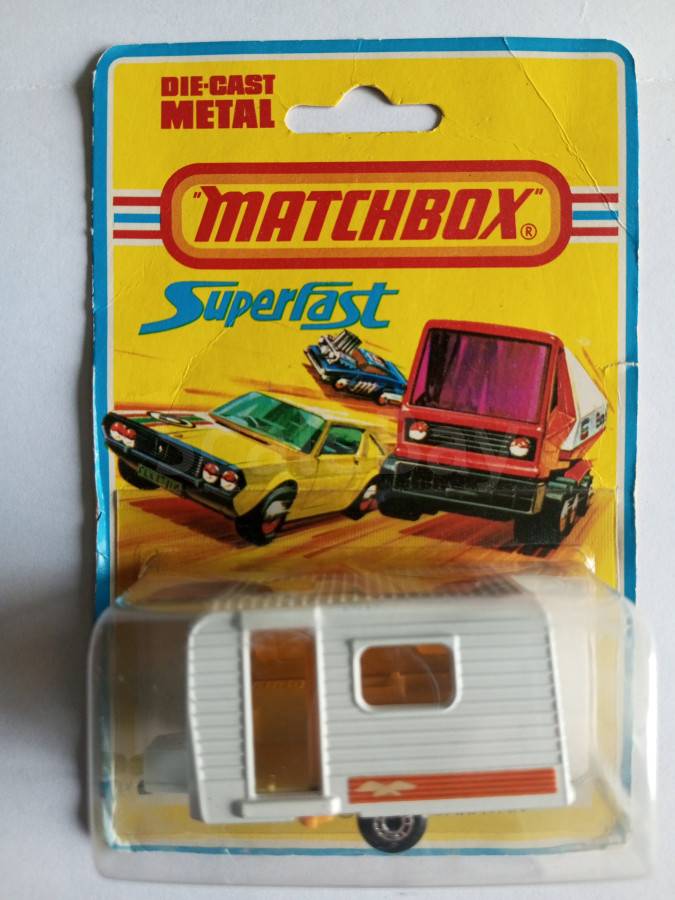 DIE-CAST
METAL
"MATCHBOX"®
Superfast